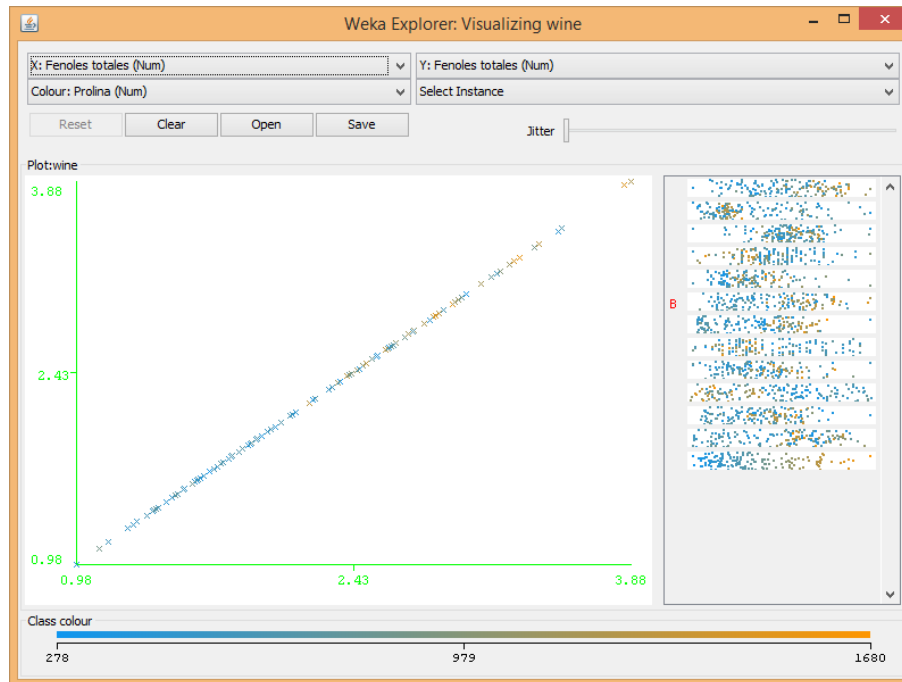 Weka Explorer: Visualizing wine
X: Fenoles totales (Num) Y: Fenoles totales (Num)
Colour: Prolina (Num) Select Instance
Reset Clear Open Save Jitter
Plot:wine
3.88
B
2.43
0.98
0.98 2.43 3.88
Class colour
278 979 1680